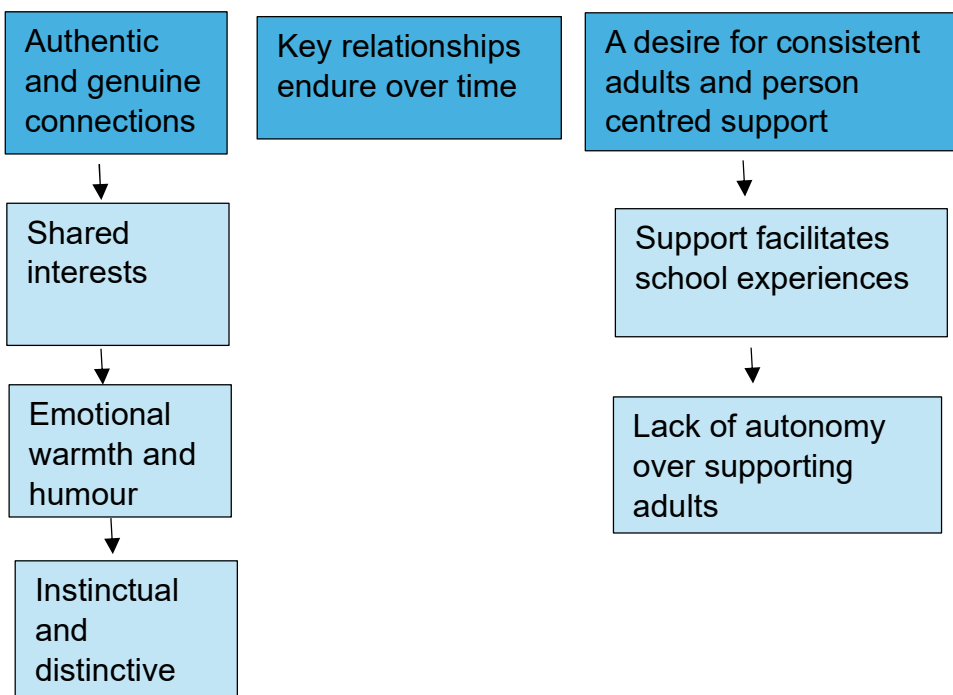 Authentic
and genuine
connections
Shared
interests
Emotional
warmth and
humour
Instinctual
and
distinctive
Key relationships
endure over time
A desire for consistent
adults and person
centred support
Support facilitates
school experiences
Lack of autonomy
over supporting
adults